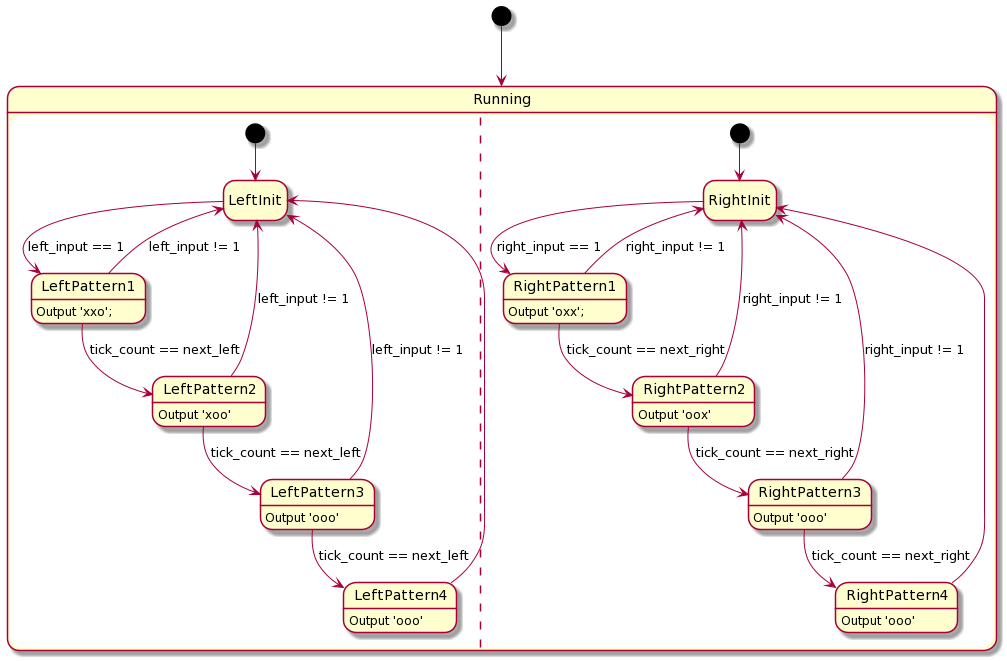 Running
LeftInit
RightInit
left_input == 1
left_input != 1
right_input == 1
right_input != 1
LeftPattern1
Output 'xxo';
RightPattern1
Output 'oxx';
left_input != 1
right_input != 1
tick_count == next_left
left_input != 1
tick_count == next_right
right_input != 1
LeftPattern2
Output 'xoo'
RightPattern2
Output 'oox'
tick_count == next_left
tick_count == next_right
LeftPattern3
Output 'ooo'
RightPattern3
Output 'ooo'
tick_count == next_left
tick_count == next_right
LeftPattern4
Output 'ooo'
RightPattern4
Output 'ooo'